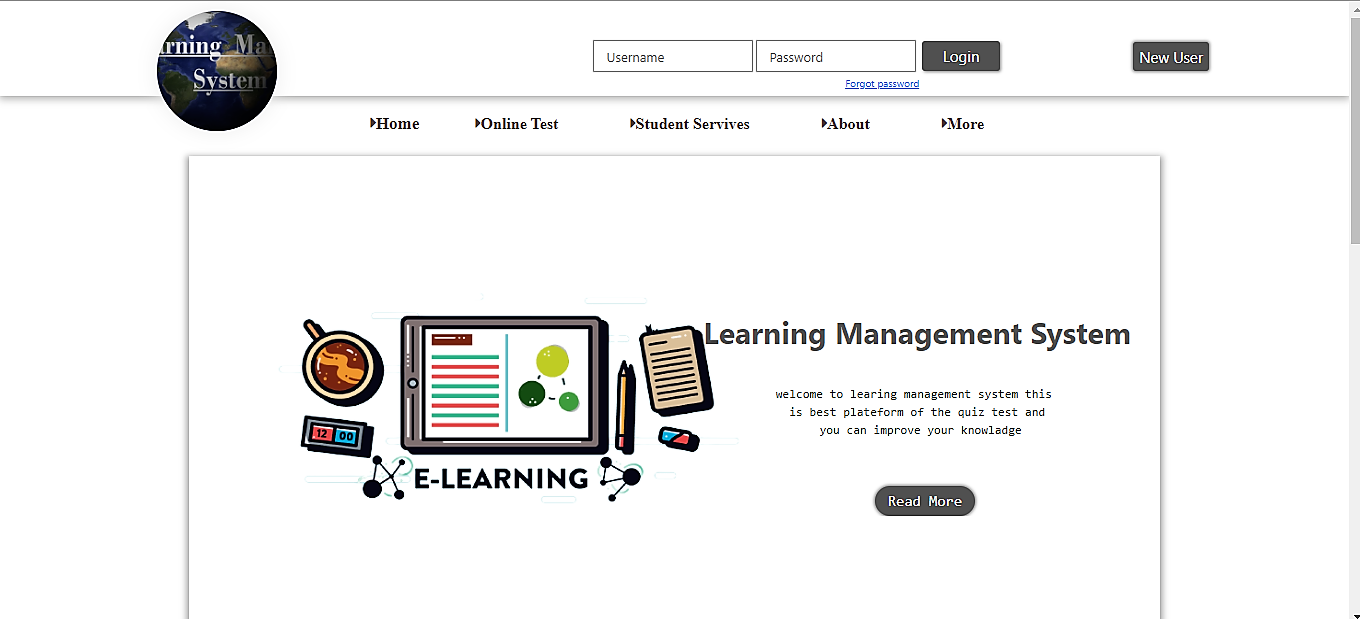 rning Ma
System
Username
Password
Login
New User
Forgot password
Home
Online Test
Student Servives
About
More
Learning Management System
welcome to learing management system this
is best plateform of the quiz test and
you can improve your knowladge
12 00
E-LEARNING
Read More